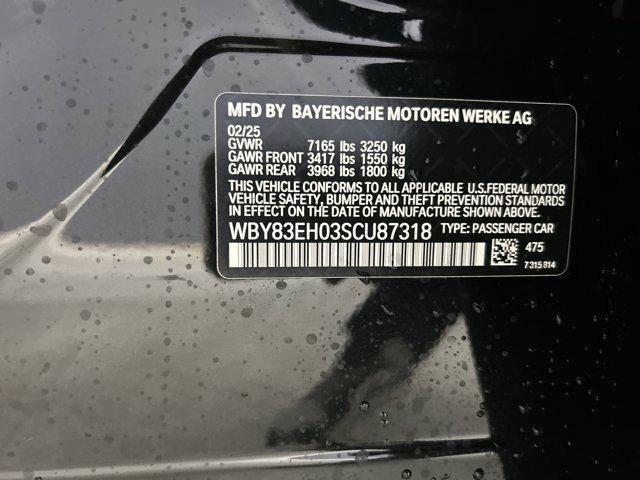 MFD BY BAYERISCHE MOTOREN WERKE AG
02/25
GVWR 7165 lbs 3250 kg
GAWR FRONT 3417 lbs 1550 kg
GAWR REAR 3968 lbs 1800 kg
THIS VEHICLE CONFORMS TO ALL APPLICABLE U.S.FEDERAL MOTOR
VEHICLE SAFETY, BUMPER AND THEFT PREVENTION STANDARDS
IN EFFECT ON THE DATE OF MANUFACTURE SHOWN ABOVE.
WBY83EH03SCU87318 TYPE: PASSENGER CAR
475
7315814